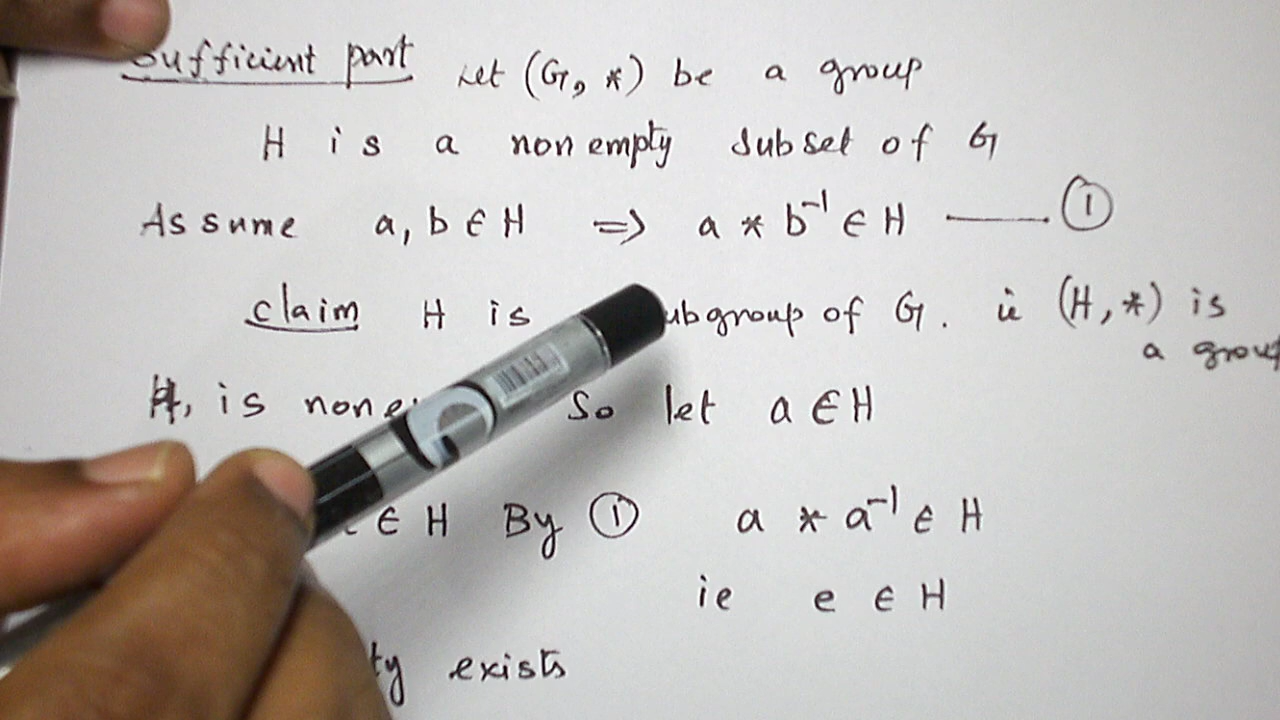 Sufficient part Let (G, *) be a group
H is a nonempty subset of G
Assume a, b ∈ H => a * b⁻¹ ∈ H —— ①
claim H is ubgroup of G. ie (H, *) is
a group
H, is none So let a ∈ H
∈ H By ① a * a⁻¹ ∈ H
ie e ∈ H
ty exists